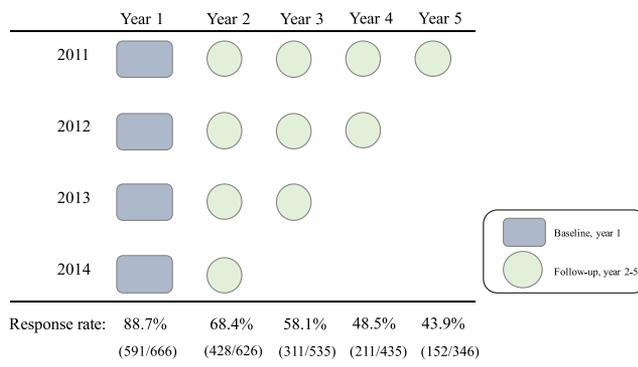 Year 1 Year 2 Year 3 Year 4 Year 5
2011
2012
2013
2014
Baseline, year 1
Follow-up, year 2-5
Response rate: 88.7% 68.4% 58.1% 48.5% 43.9%
(591/666) (428/626) (311/535) (211/435) (152/346)